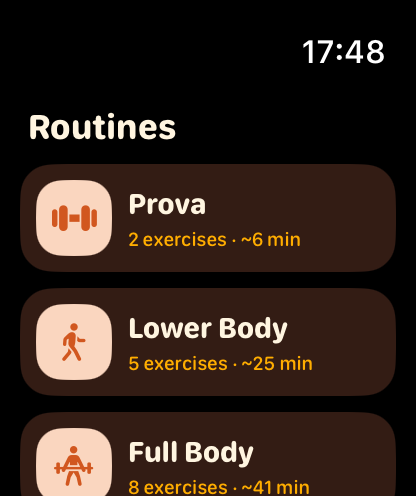 17:48
Routines
Prova
2 exercises · ~6 min
Lower Body
5 exercises · ~25 min
Full Body
8 exercises · ~41 min